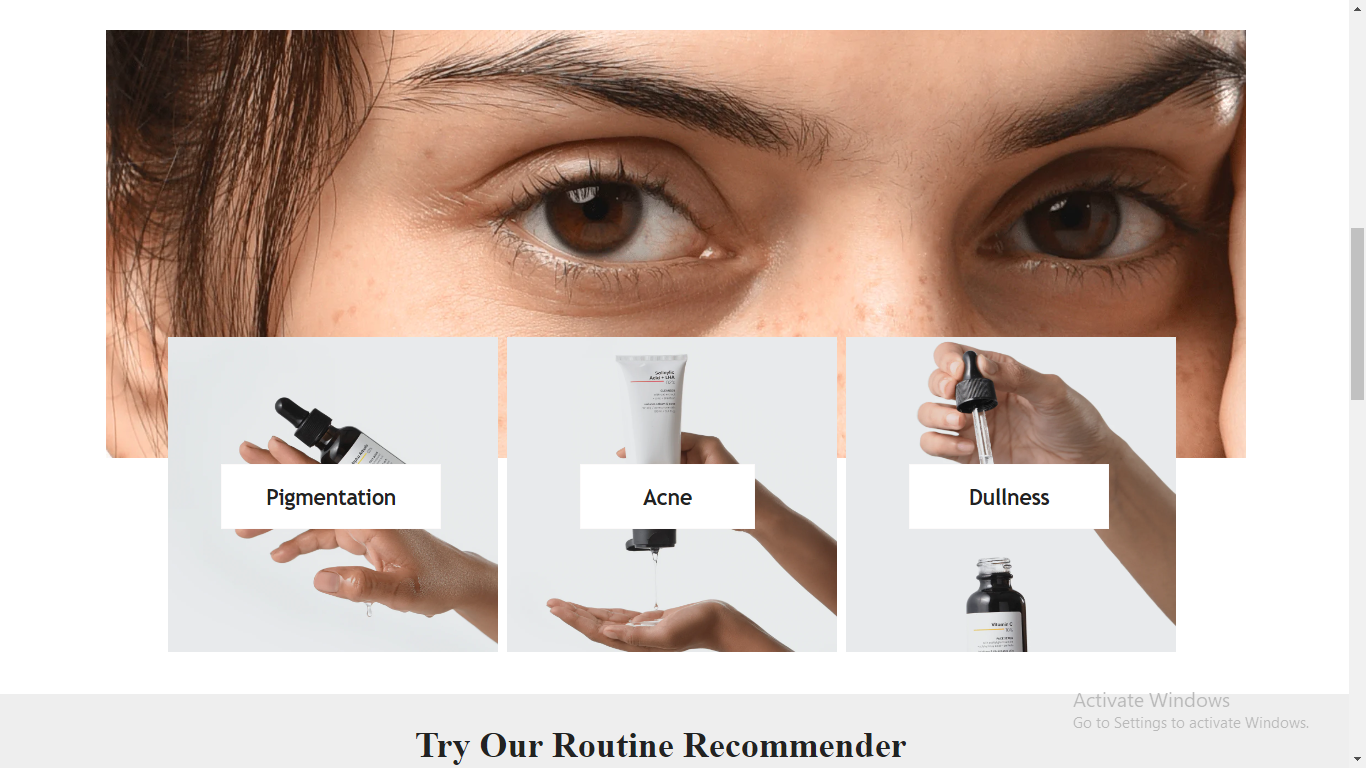 Salicylic
Acid + LHA
Pigmentation
Acne
Dullness
Vitamin C
10%
Activate Windows
Go to Settings to activate Windows.
Try Our Routine Recommender